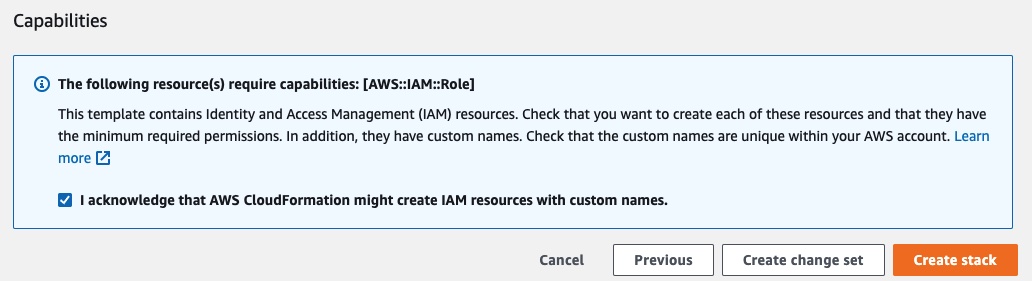 Capabilities
The following resource(s) require capabilities: [AWS::IAM::Role]
This template contains Identity and Access Management (IAM) resources. Check that you want to create each of these resources and that they have
the minimum required permissions. In addition, they have custom names. Check that the custom names are unique within your AWS account. Learn
more
I acknowledge that AWS CloudFormation might create IAM resources with custom names.
Cancel Previous Create change set Create stack